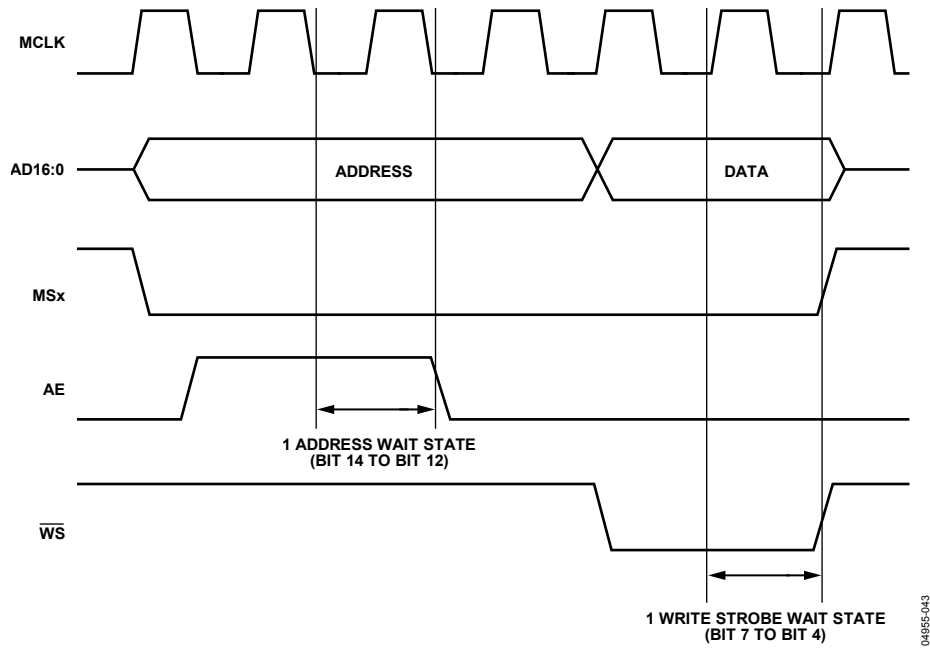 MCLK
AD16:0
ADDRESS
DATA
MSx
AE
1 ADDRESS WAIT STATE
(BIT 14 TO BIT 12)
WS
1 WRITE STROBE WAIT STATE
(BIT 7 TO BIT 4)
04955-043